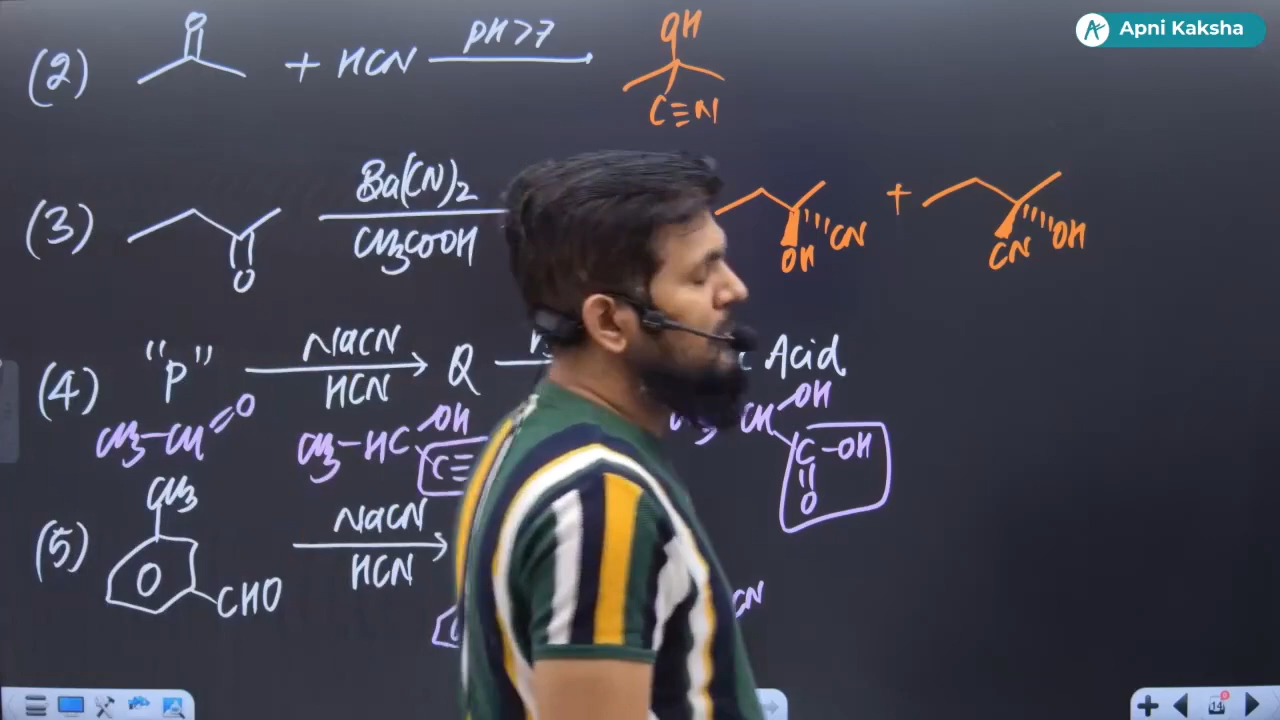 Apni Kaksha
(2) O + HCN pH>7 OH
C≡N
(3) O Ba(CN)2 CH3COOH OH CN + CN OH
(4) "P" NaCN HCN Q Acid
CH3-CH=O CH3-HC OH C≡ CH OH C-OH O
(5) CH3 CHO NaCN HCN
CN
14